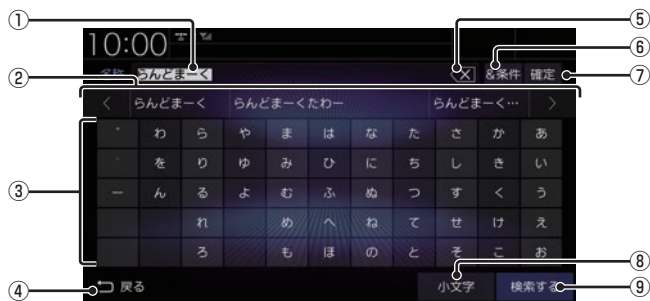 ①
⑤
10:00
⑥
②
名称 らんどまーく &条件 確定
⑦
らんどまーく らんどまーくたわー らんどまーく…
゛ わ ら や ま は な た さ か あ
゜ を り ゆ み ひ に ち し き い
③
ー ん る よ む ふ ぬ つ す く う
れ め へ ね て せ け え
ろ も ほ の と そ こ お
⑧
④
戻る 小文字 検索する
⑨